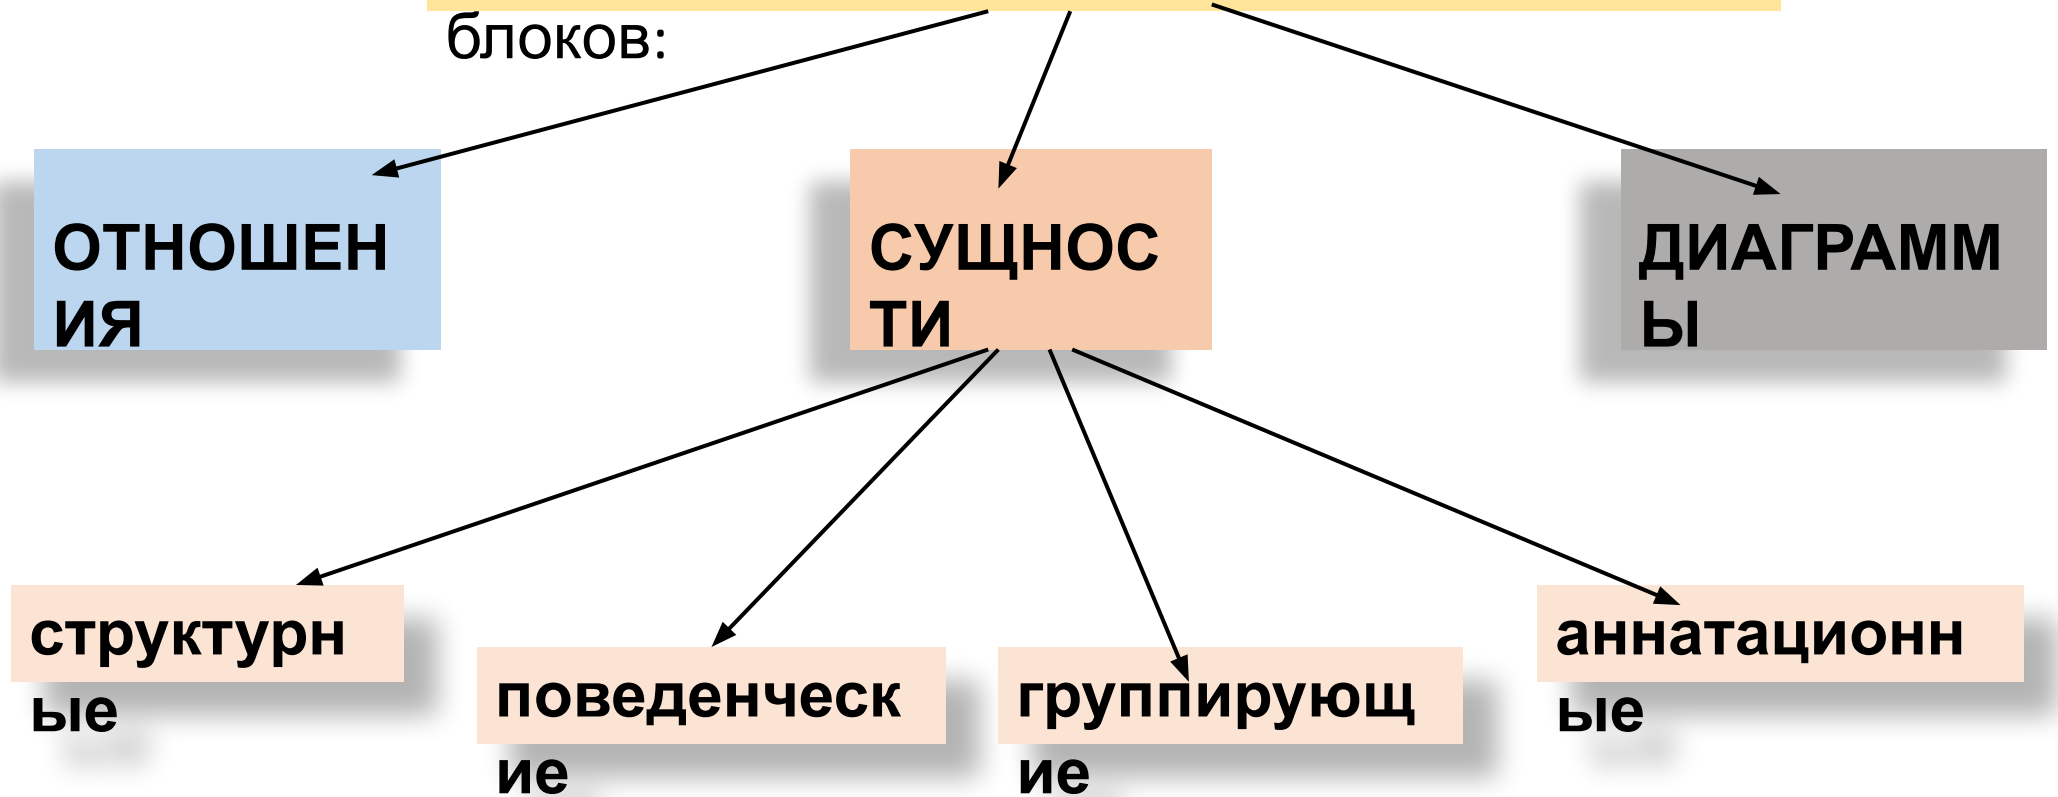 блоков:
ОТНОШЕН
ИЯ
СУЩНОС
ТИ
ДИАГРАММ
Ы
структурн
ые
поведенческ
ие
группирующ
ие
аннатационн
ые